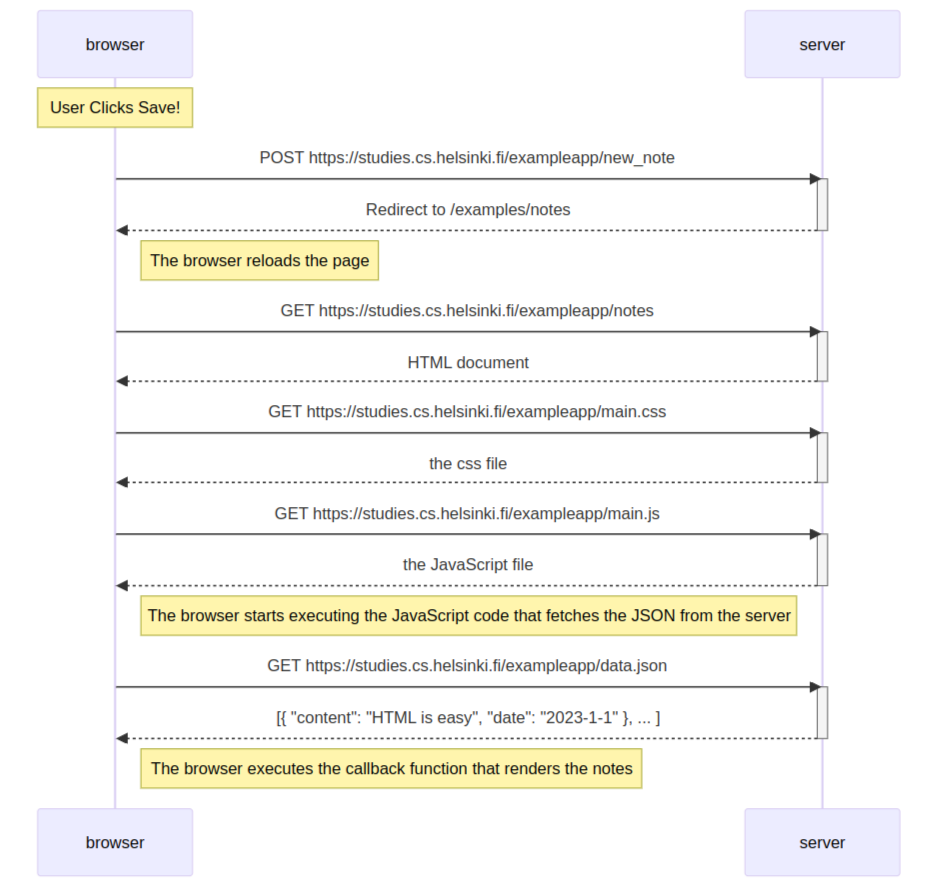 browser
server
User Clicks Save!
POST https://studies.cs.helsinki.fi/exampleapp/new_note
Redirect to /examples/notes
The browser reloads the page
GET https://studies.cs.helsinki.fi/exampleapp/notes
HTML document
GET https://studies.cs.helsinki.fi/exampleapp/main.css
the css file
GET https://studies.cs.helsinki.fi/exampleapp/main.js
the JavaScript file
The browser starts executing the JavaScript code that fetches the JSON from the server
GET https://studies.cs.helsinki.fi/exampleapp/data.json
[{ "content": "HTML is easy", "date": "2023-1-1" }, ... ]
The browser executes the callback function that renders the notes
browser
server